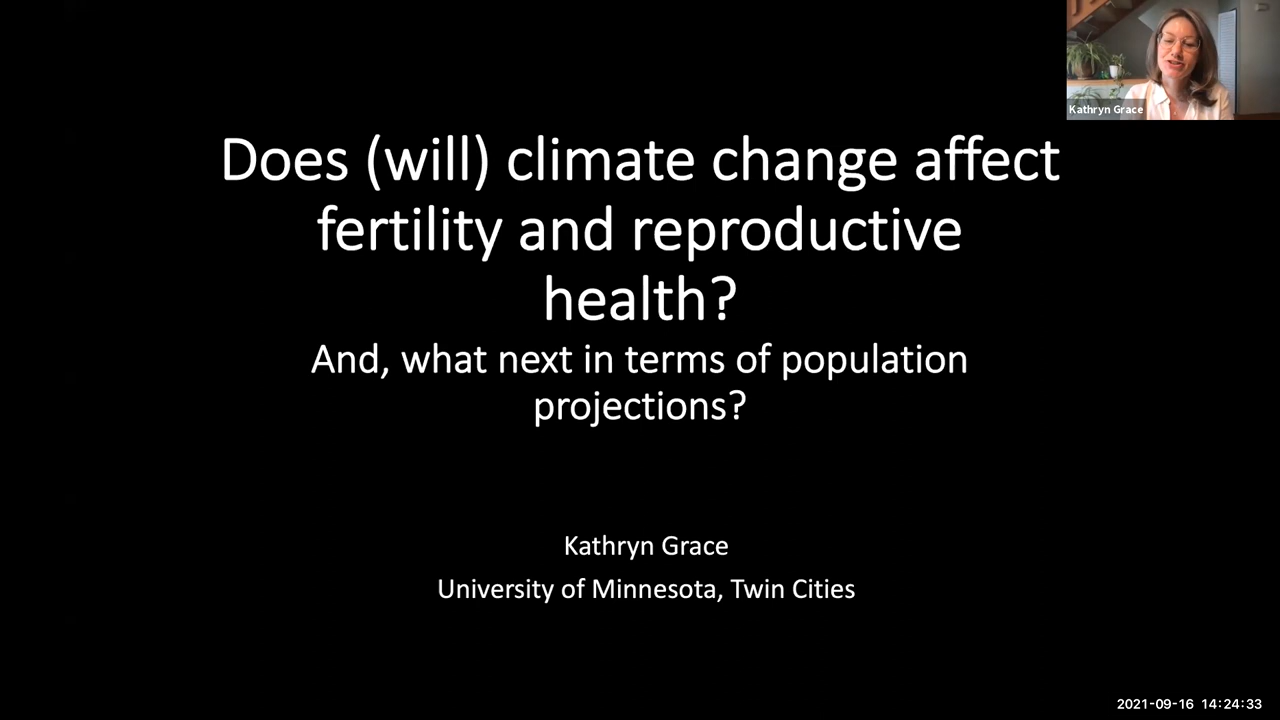 Kathryn Grace
Does (will) climate change affect
fertility and reproductive
health?
And, what next in terms of population
projections?
Kathryn Grace
University of Minnesota, Twin Cities
2021-09-16 14:24:33